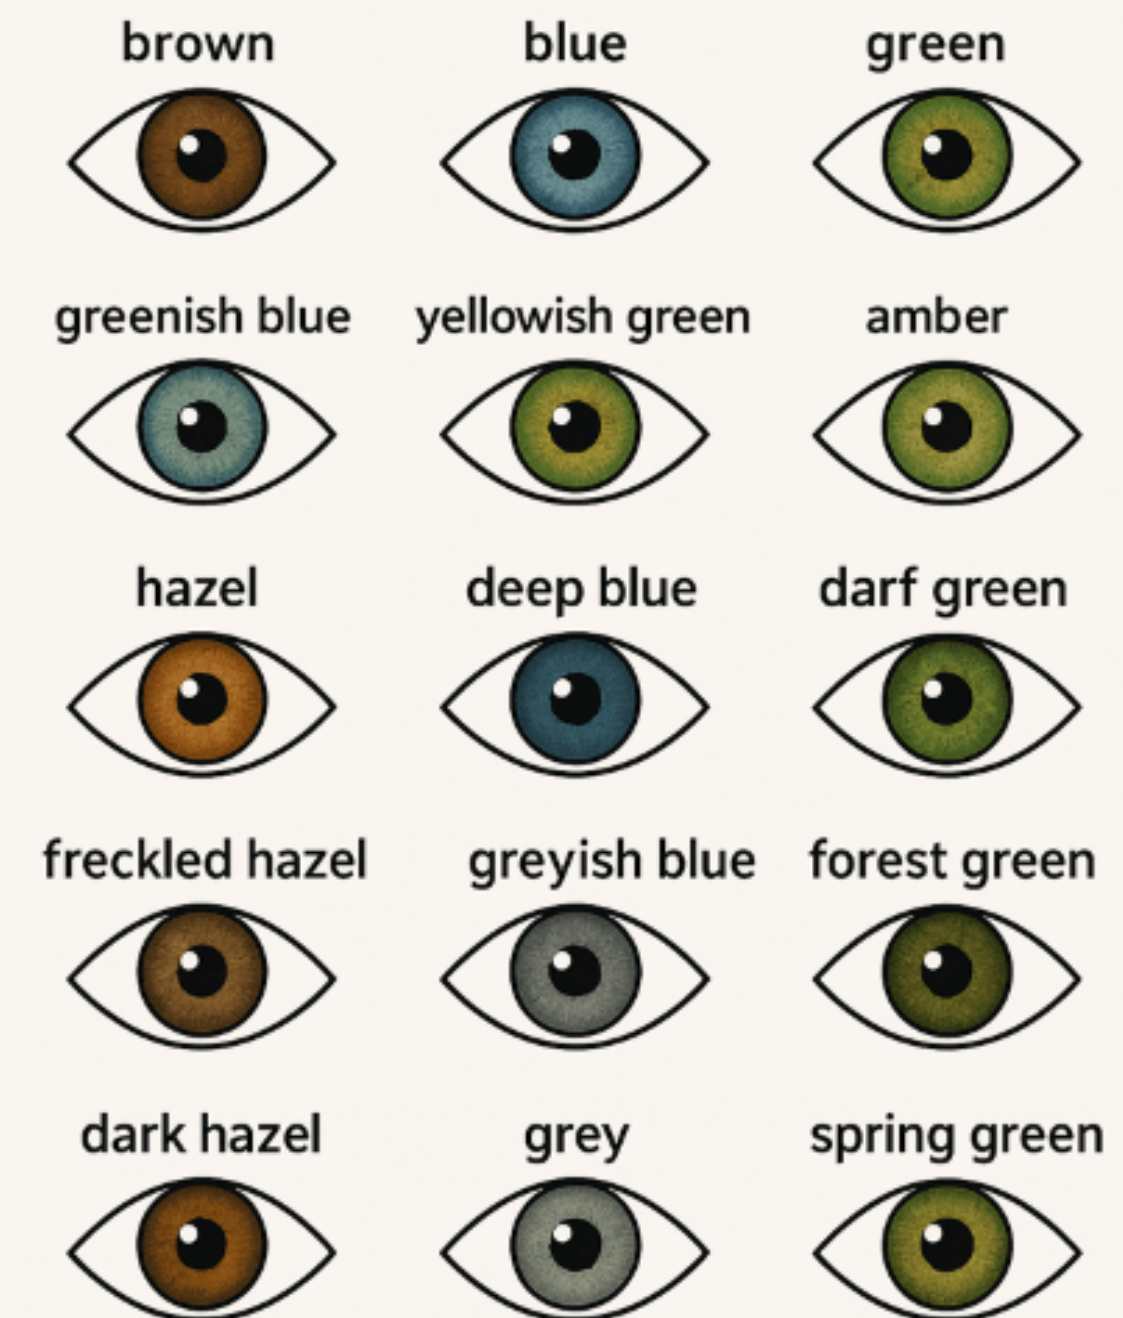 brown
blue
green
greenish blue
yellowish green
amber
hazel
deep blue
darf green
freckled hazel
greyish blue
forest green
dark hazel
grey
spring green